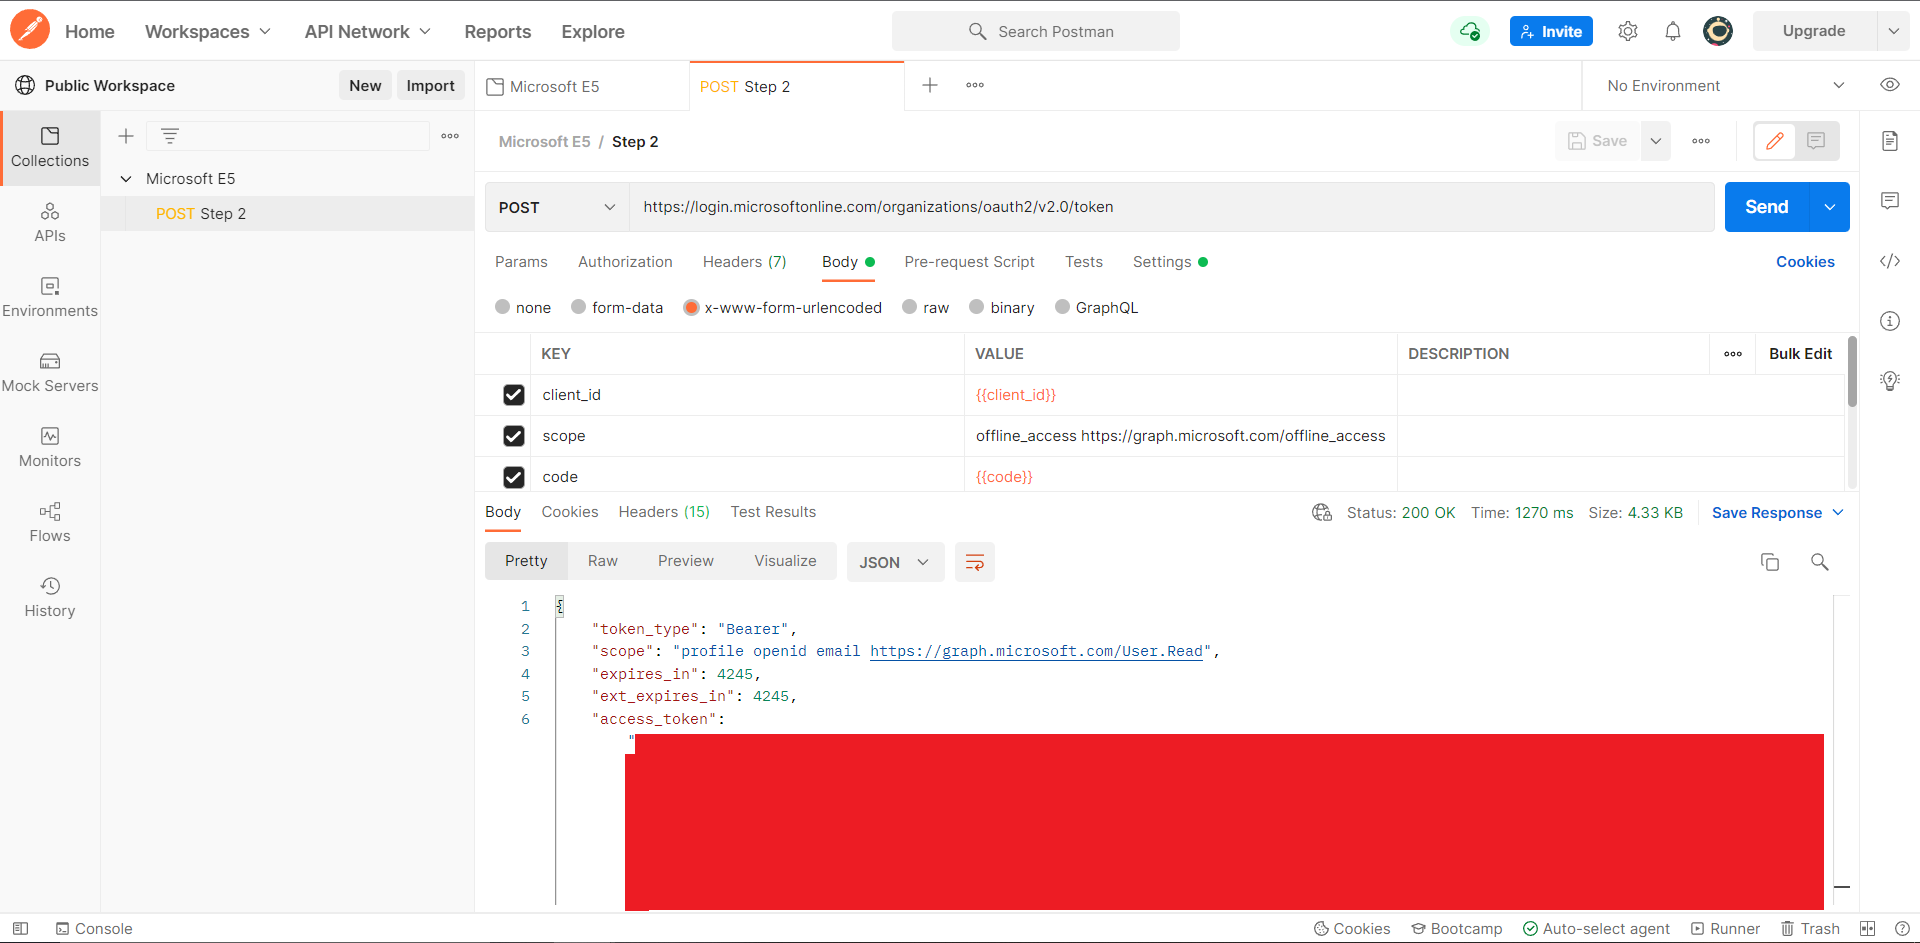 Home Workspaces API Network Reports Explore Search Postman Invite Upgrade
Public Workspace New Import Microsoft E5 POST Step 2 No Environment
Collections
APIs
Environments
Mock Servers
Monitors
Flows
History
Microsoft E5
POST Step 2
Microsoft E5 / Step 2 Save
POST https://login.microsoftonline.com/organizations/oauth2/v2.0/token Send
Params Authorization Headers (7) Body Pre-request Script Tests Settings Cookies
none form-data x-www-form-urlencoded raw binary GraphQL
KEY VALUE DESCRIPTION Bulk Edit
client_id {{client_id}}
scope offline_access https://graph.microsoft.com/offline_access
code {{code}}
Body Cookies Headers (15) Test Results Status: 200 OK Time: 1270 ms Size: 4.33 KB Save Response
Pretty Raw Preview Visualize JSON
1 {
2 "token_type": "Bearer",
3 "scope": "profile openid email https://graph.microsoft.com/User.Read",
4 "expires_in": 4245,
5 "ext_expires_in": 4245,
6 "access_token":
"
Console Cookies Bootcamp Auto-select agent Runner Trash